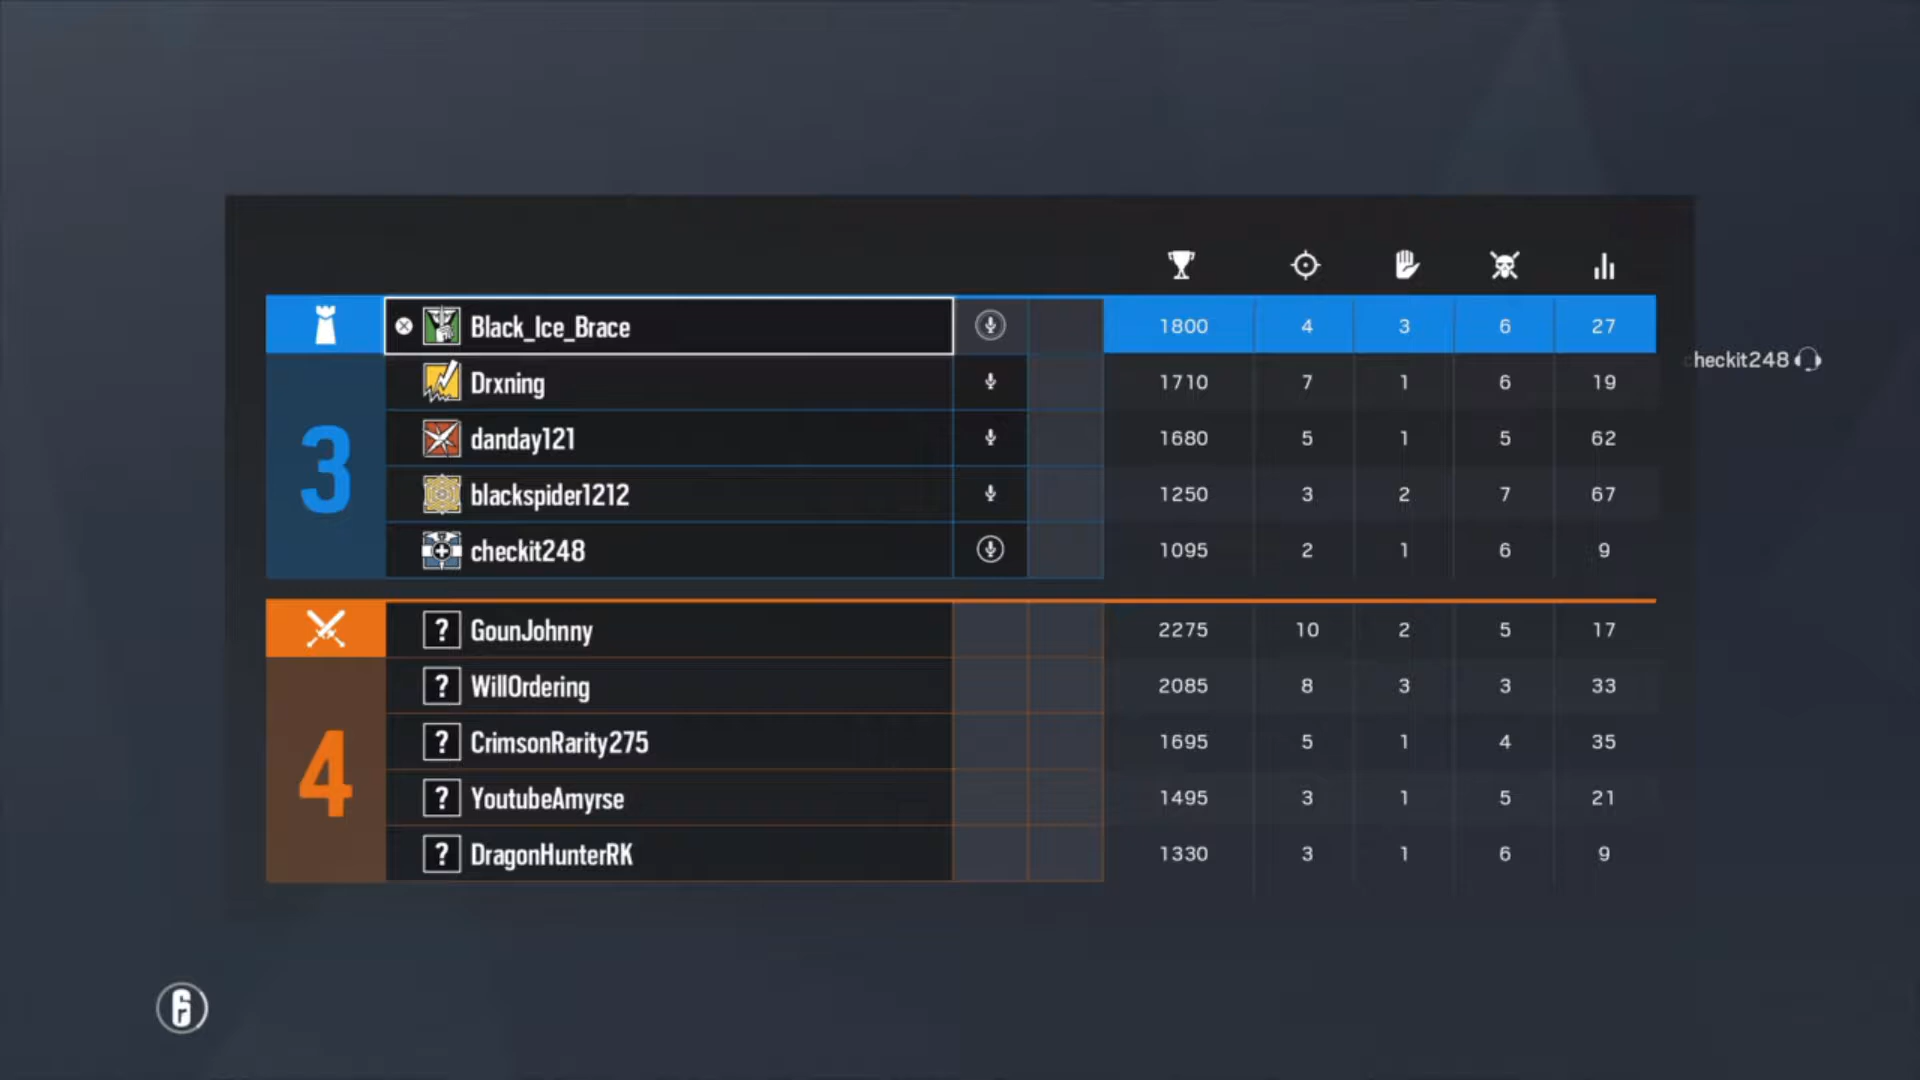 Black_Ice_Brace 1800 4 3 6 27
Drxning 1710 7 1 6 19
heckit248
3
danday121 1680 5 1 5 62
blackspider1212 1250 3 2 7 67
checkit248 1095 2 1 6 9
? GounJohnny 2275 10 2 5 17
? WillOrdering 2085 8 3 3 33
4
? CrimsonRarity275 1695 5 1 4 35
? YoutubeAmyrse 1495 3 1 5 21
? DragonHunterRK 1330 3 1 6 9
6